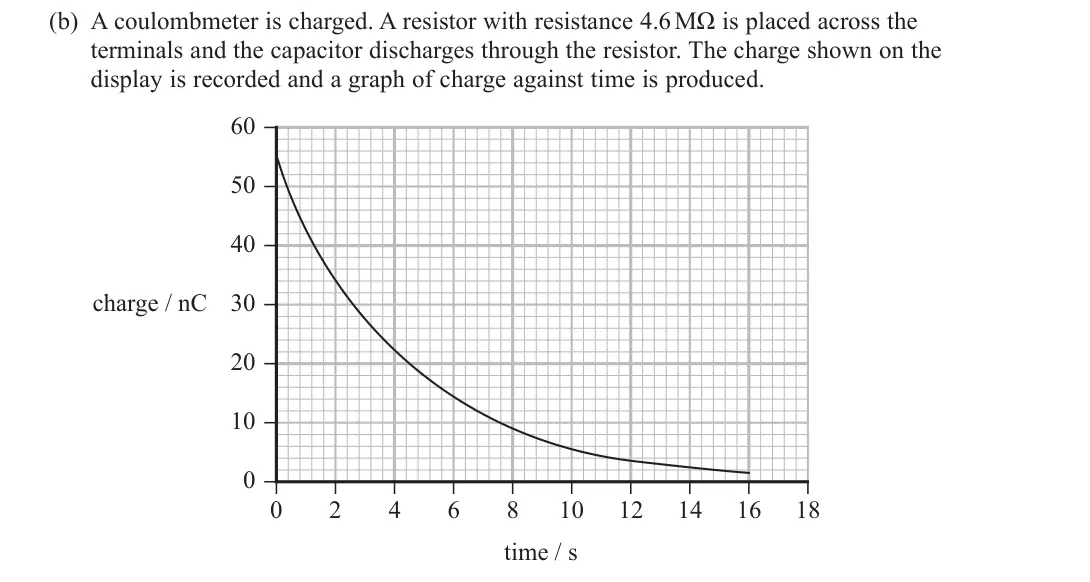 (b) A coulombmeter is charged. A resistor with resistance 4.6 MΩ is placed across the
terminals and the capacitor discharges through the resistor. The charge shown on the
display is recorded and a graph of charge against time is produced.
60
50
40
charge / nC 30
20
10
0
0 2 4 6 8 10 12 14 16 18
time / s